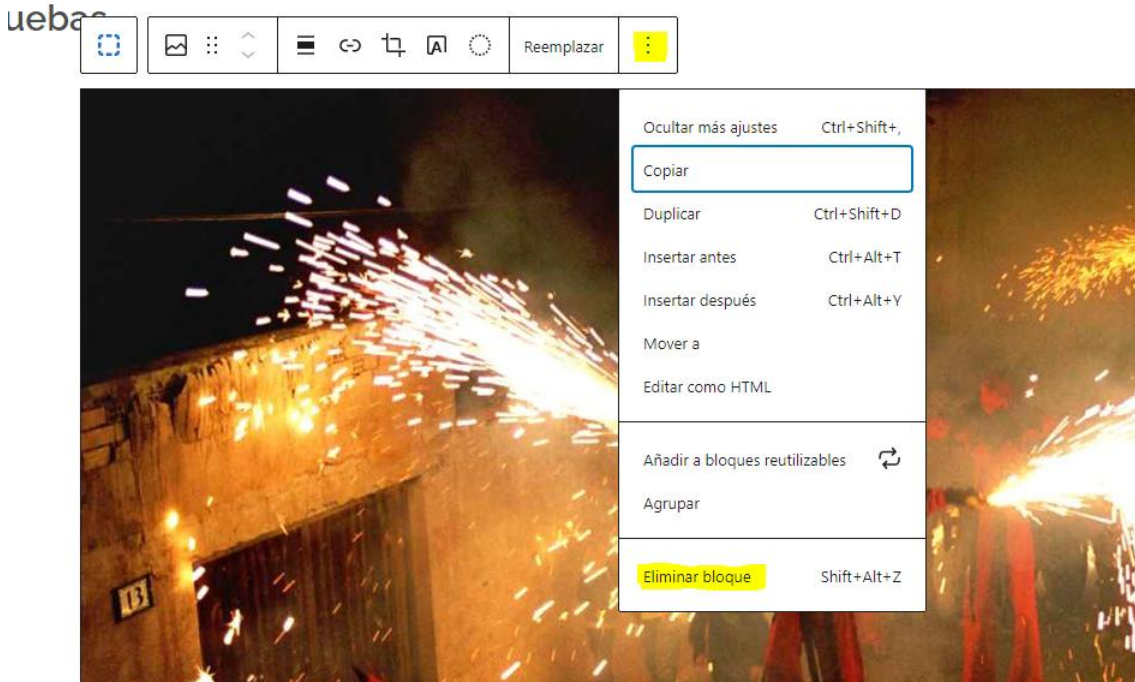 uebas
A
Reemplazar
Ocultar más ajustes Ctrl+Shift+,
Copiar
Duplicar Ctrl+Shift+D
Insertar antes Ctrl+Alt+T
Insertar después Ctrl+Alt+Y
Mover a
Editar como HTML
Añadir a bloques reutilizables
Agrupar
Eliminar bloque Shift+Alt+Z
13